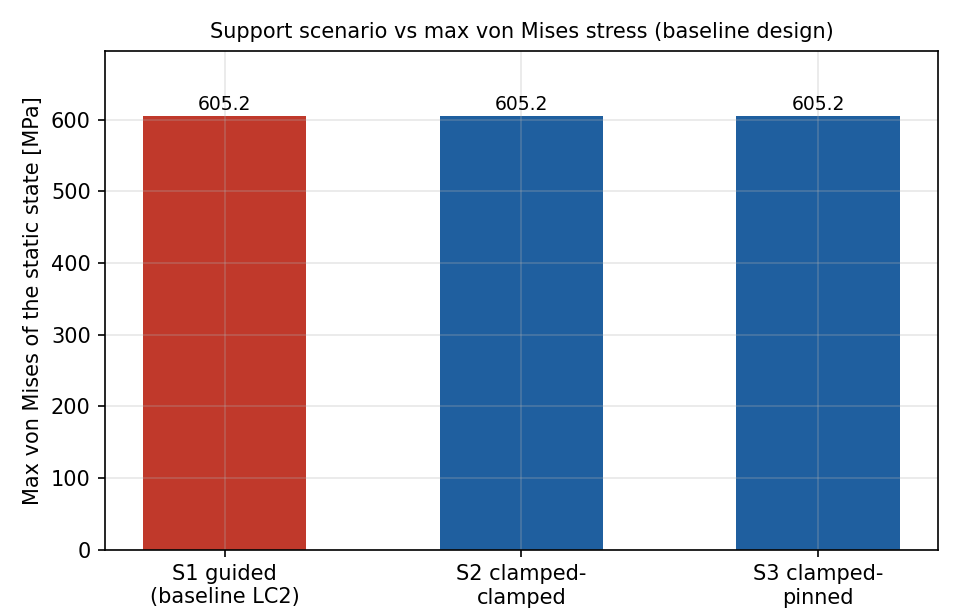 Support scenario vs max von Mises stress (baseline design)
Max von Mises of the static state [MPa]
600
500
400
300
200
100
0
605.2
605.2
605.2
S1 guided
(baseline LC2)
S2 clamped-
clamped
S3 clamped-
pinned